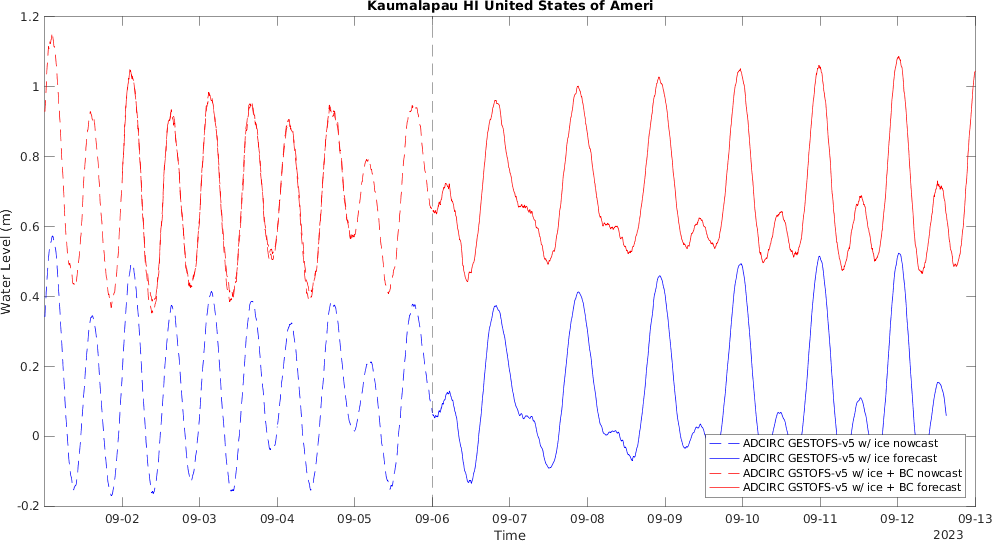 Kaumalapau HI United States of Ameri
1.2
1
0.8
0.6
0.4
0.2
0
-0.2
Water Level (m)
ADCIRC GESTOFS-v5 w/ ice nowcast
ADCIRC GESTOFS-v5 w/ ice forecast
ADCIRC GSTOFS-v5 w/ ice + BC nowcast
ADCIRC GSTOFS-v5 w/ ice + BC forecast
09-02 09-03 09-04 09-05 09-06 09-07 09-08 09-09 09-10 09-11 09-12 09-13
Time
2023